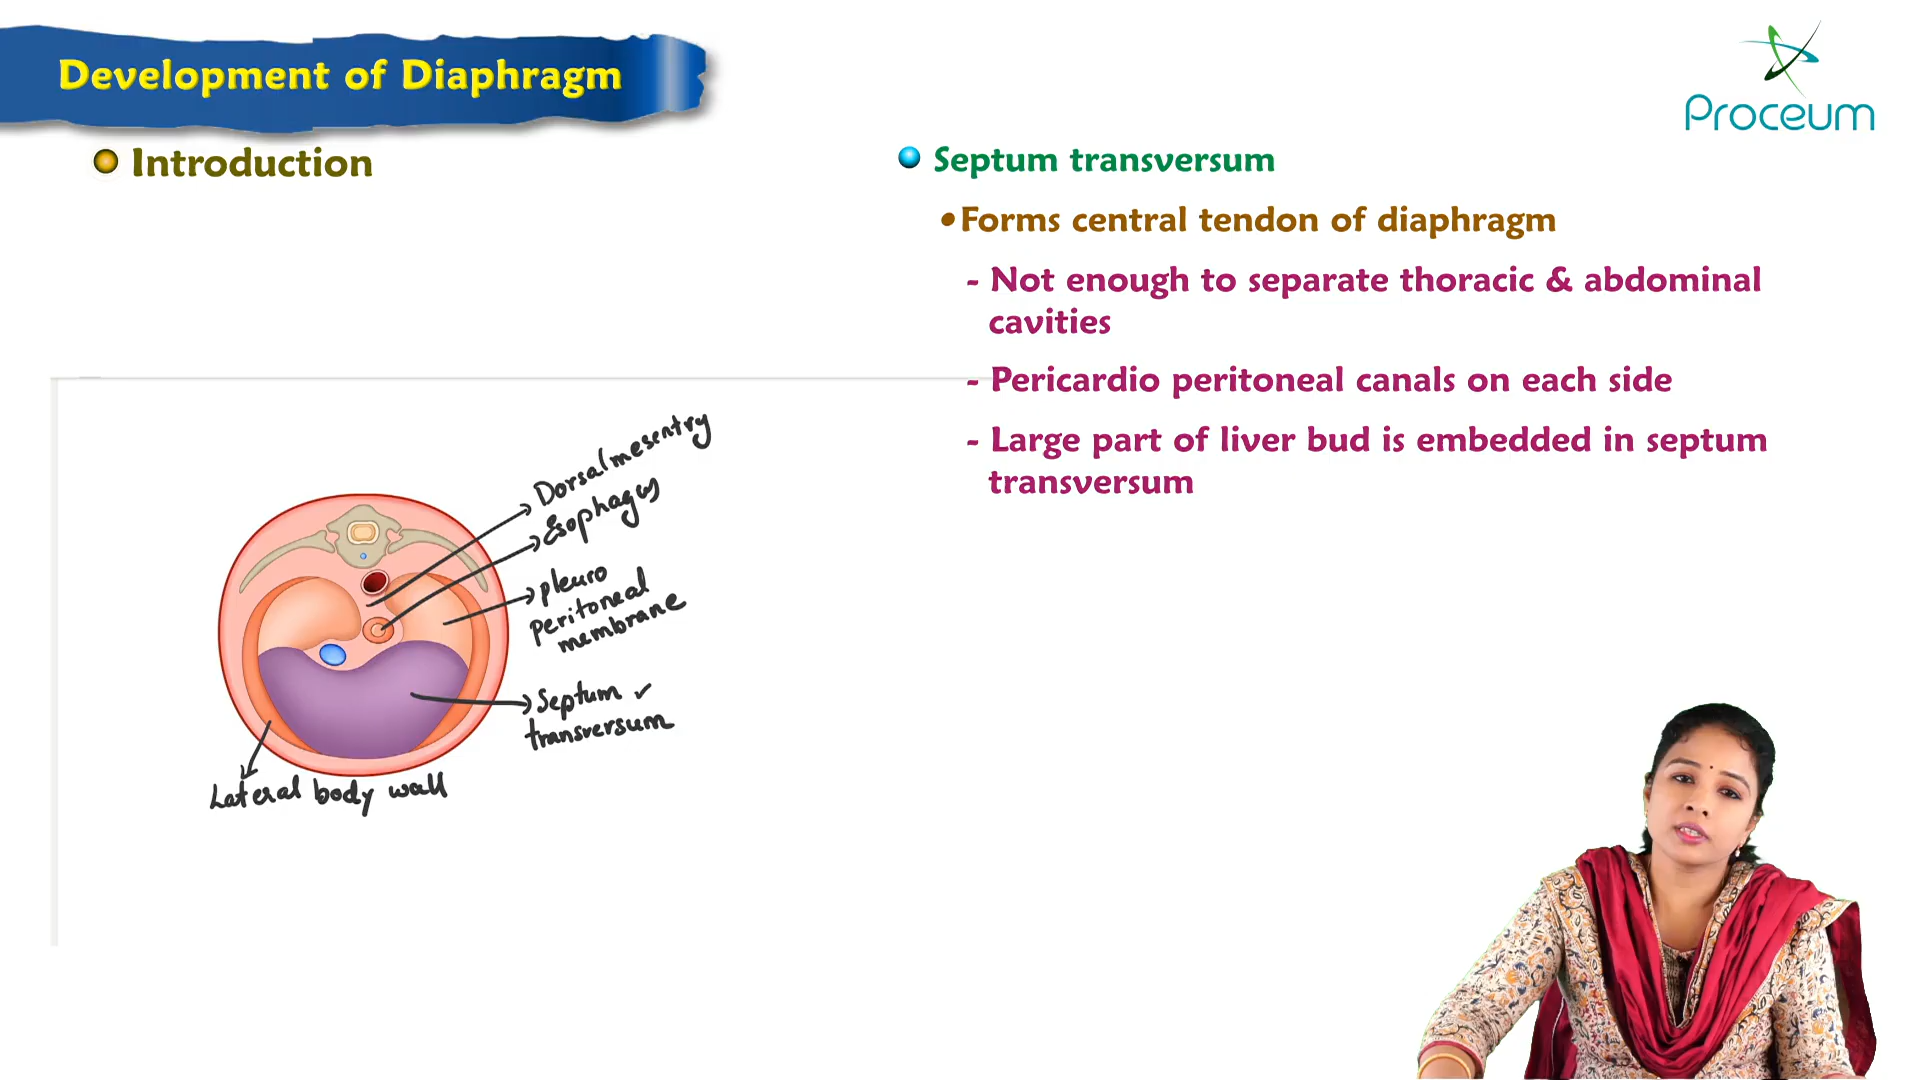 Development of Diaphragm
Proceum
Introduction
Septum transversum
•Forms central tendon of diaphragm
- Not enough to separate thoracic & abdominal
cavities
- Pericardio peritoneal canals on each side
- Large part of liver bud is embedded in septum
transversum
Dorsal mesentry
Esophagus
pleuro
peritoneal
membrane
Septum ✓
transversum
Lateral body wall